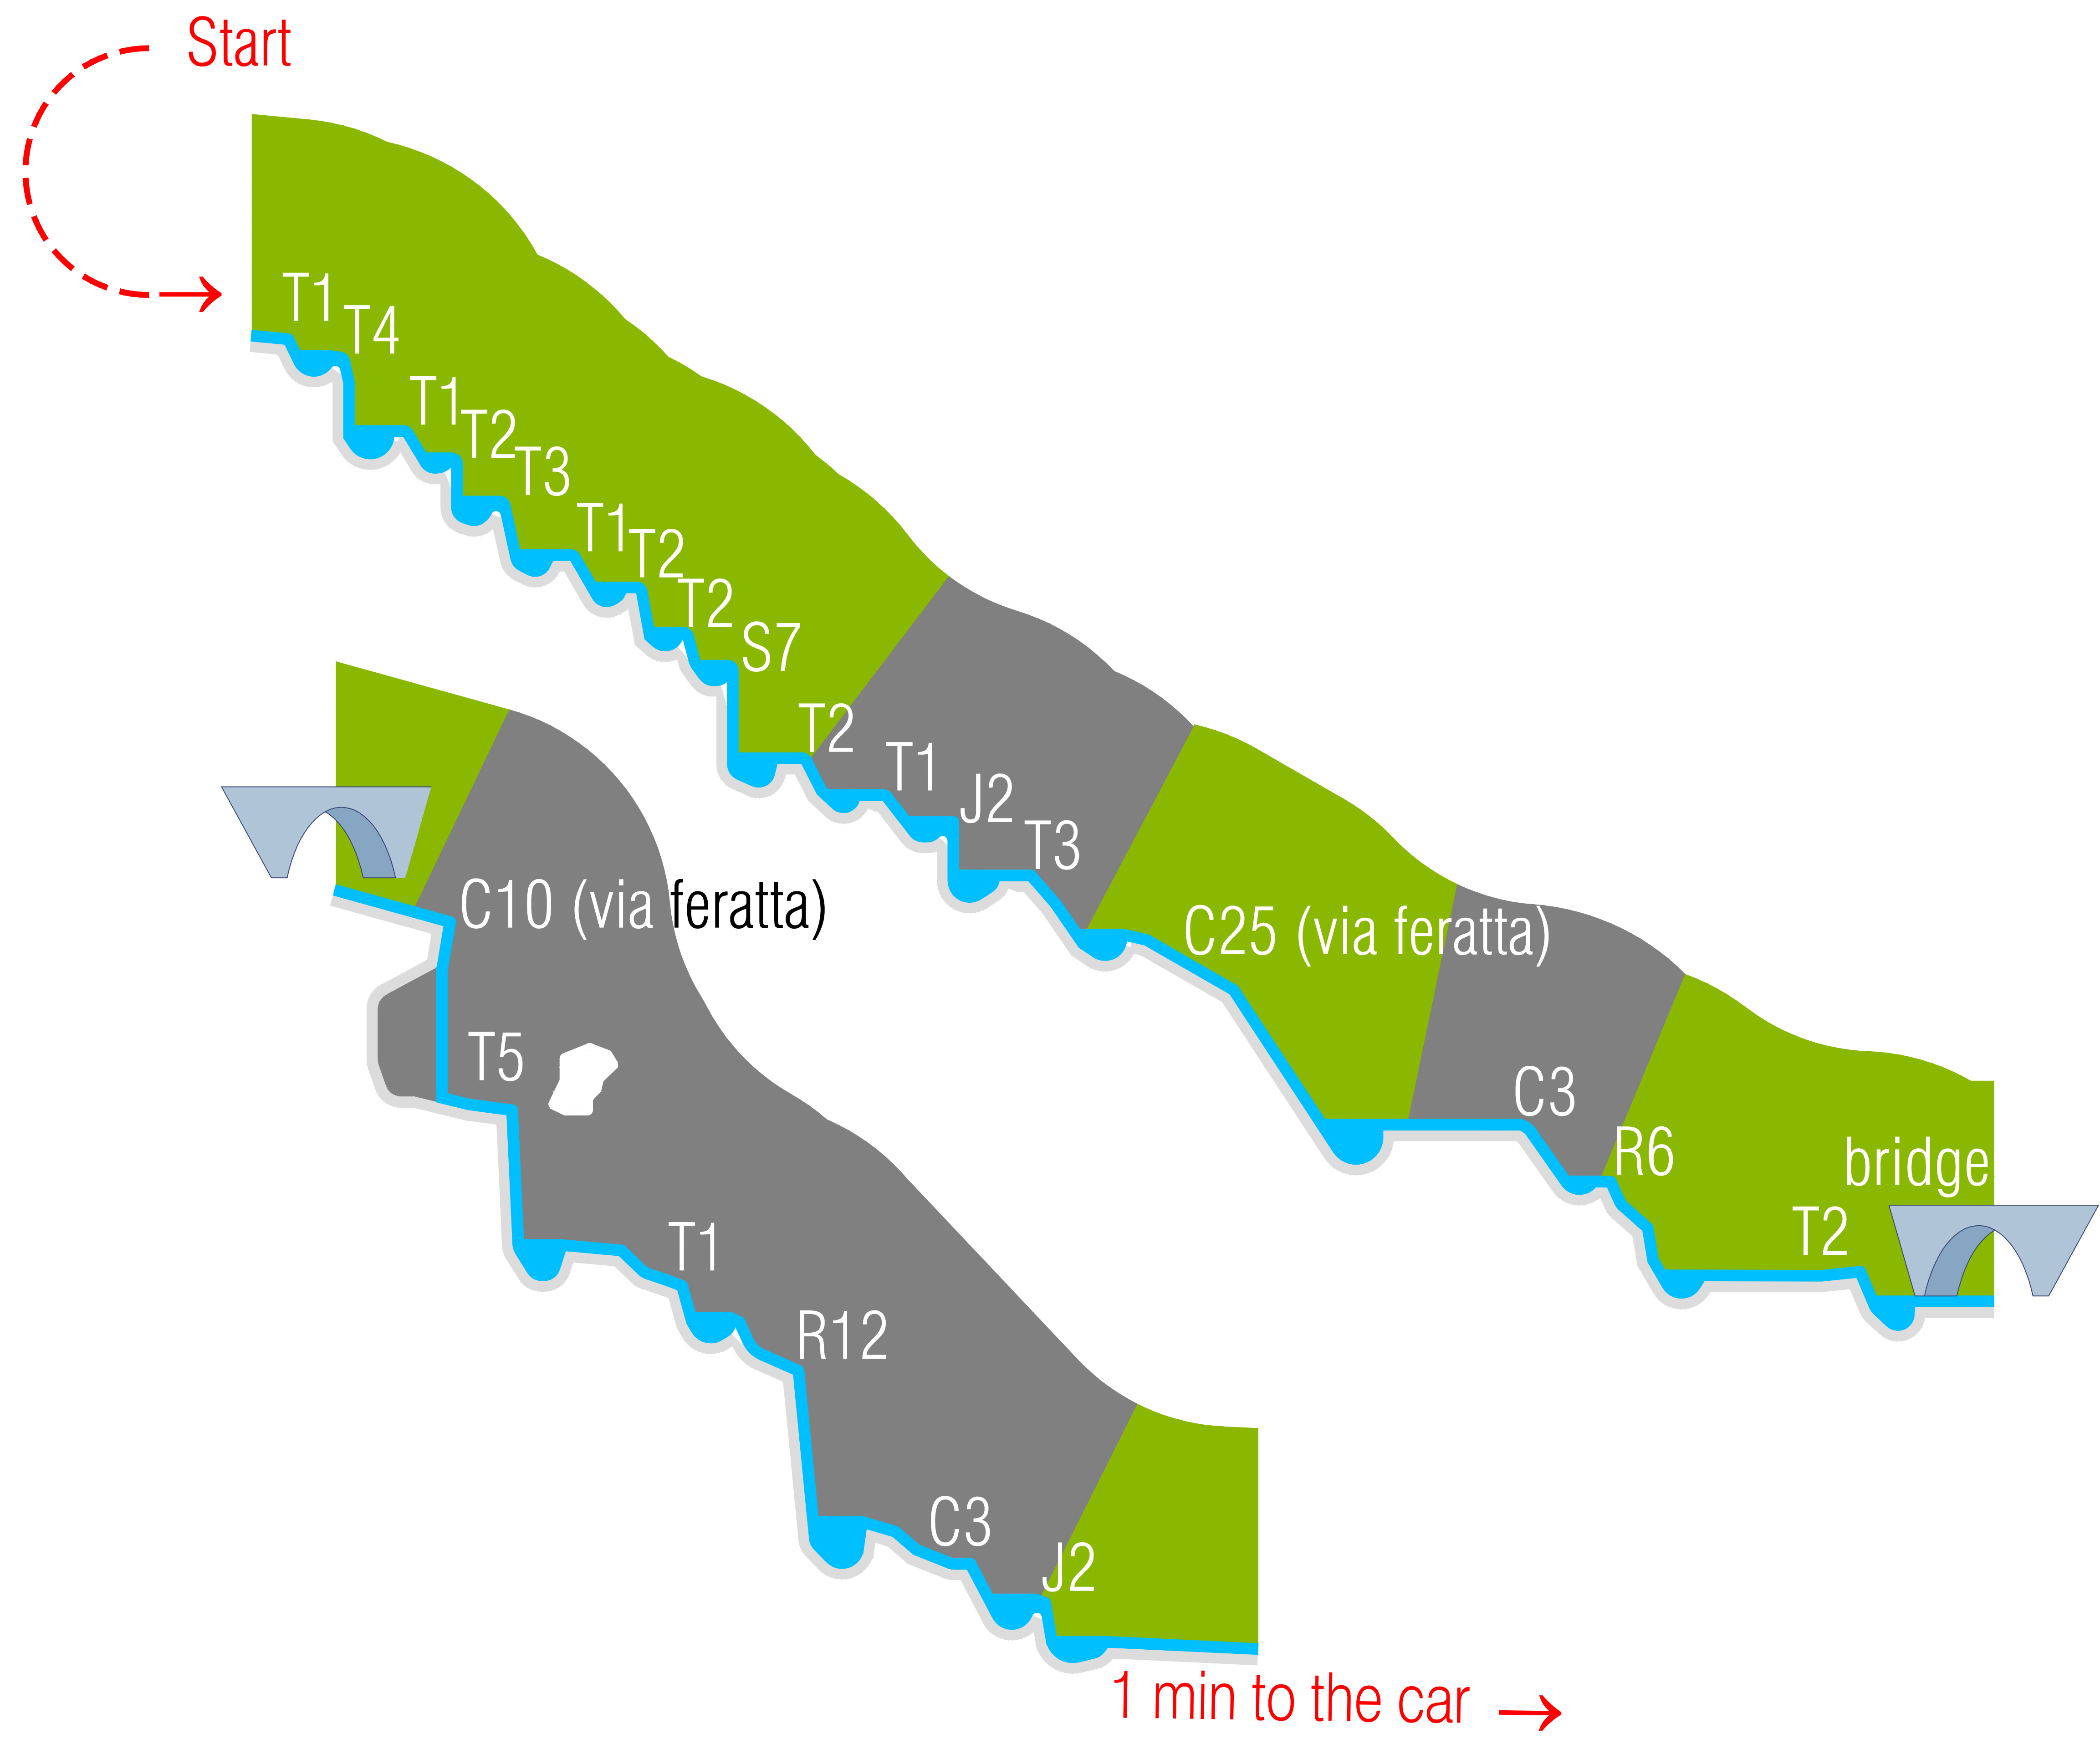 Start
T1
T4
T1
T2
T3
T1
T2
T2
S7
T2
T1
J2
T3
C25 (via feratta)
C3
R6
T2
bridge
C10 (via feratta)
T5
T1
R12
C3
J2
1 min to the car